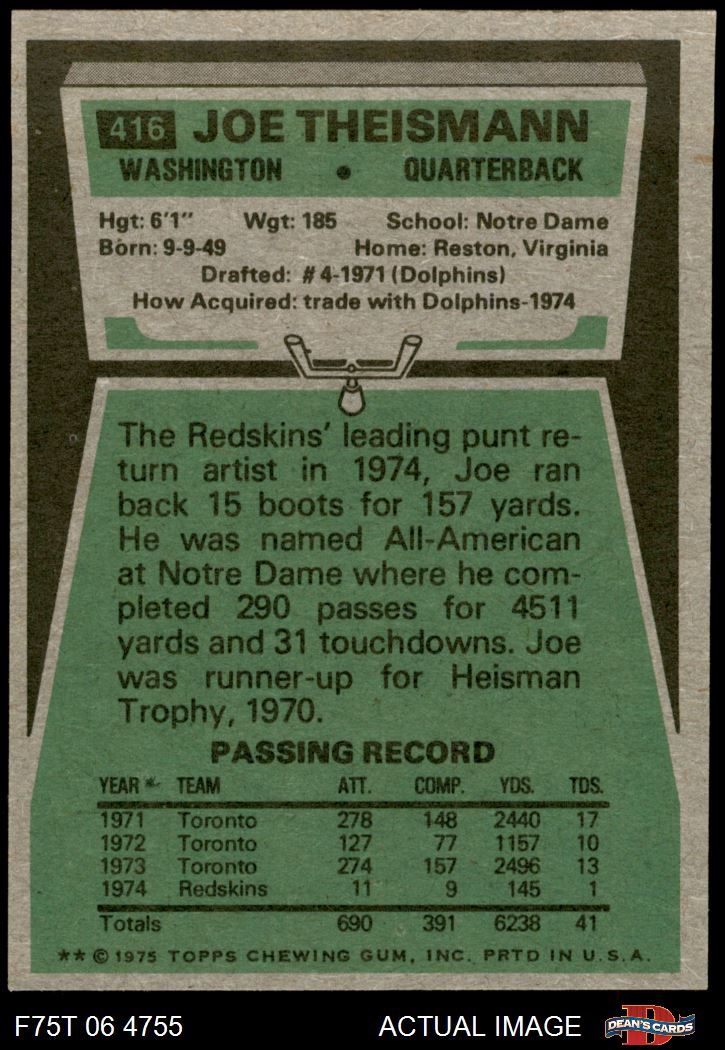 416 JOE THEISMANN
WASHINGTON • QUARTERBACK
Hgt: 6'1" Wgt: 185 School: Notre Dame
Born: 9-9-49 Home: Reston, Virginia
Drafted: #4-1971 (Dolphins)
How Acquired: trade with Dolphins-1974
The Redskins' leading punt re-
turn artist in 1974, Joe ran
back 15 boots for 157 yards.
He was named All-American
at Notre Dame where he com-
pleted 290 passes for 4511
yards and 31 touchdowns. Joe
was runner-up for Heisman
Trophy, 1970.
PASSING RECORD
YEAR TEAM ATT. COMP. YDS. TDS.
1971 Toronto 278 148 2440 17
1972 Toronto 127 77 1157 10
1973 Toronto 274 157 2496 13
1974 Redskins 11 9 145 1
Totals 690 391 6238 41
** © 1975 TOPPS CHEWING GUM, INC. PRTD IN U.S.A.
F75T 06 4755 ACTUAL IMAGE D DEAN'S CARDS